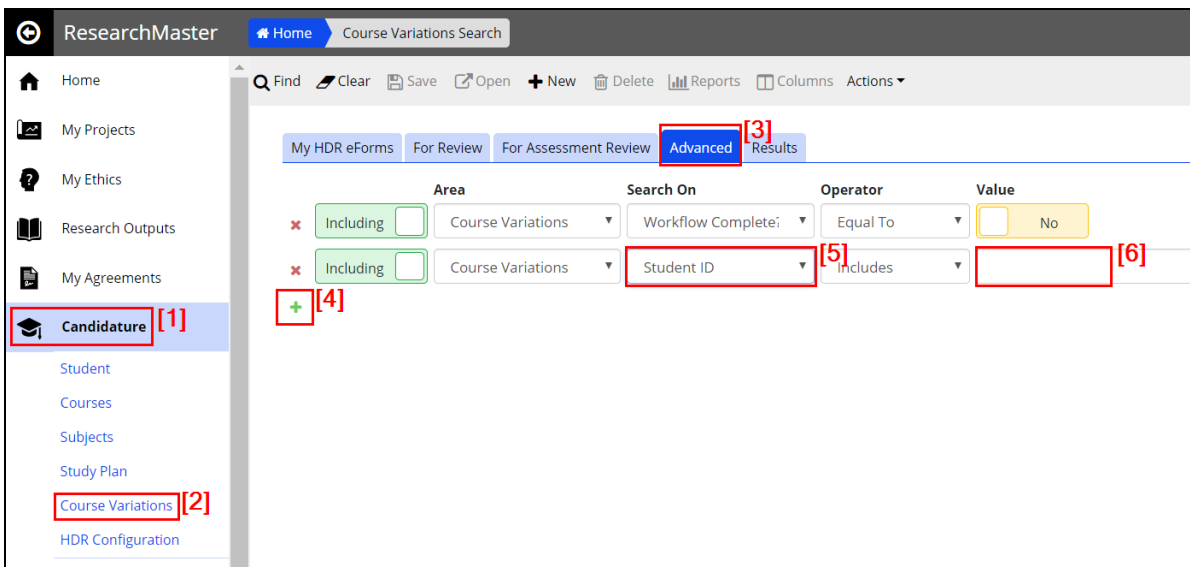 ResearchMaster
Home Course Variations Search
Home
My Projects
My Ethics
Research Outputs
My Agreements
Candidature [1]
Student
Courses
Subjects
Study Plan
Course Variations [2]
HDR Configuration
Find Clear Save Open New Delete Reports Columns Actions
My HDR eForms For Review For Assessment Review Advanced [3] Results
Area Search On Operator Value
Including Course Variations Workflow Complete? Equal To No
Including Course Variations Student ID [5] Includes [6]
[4]